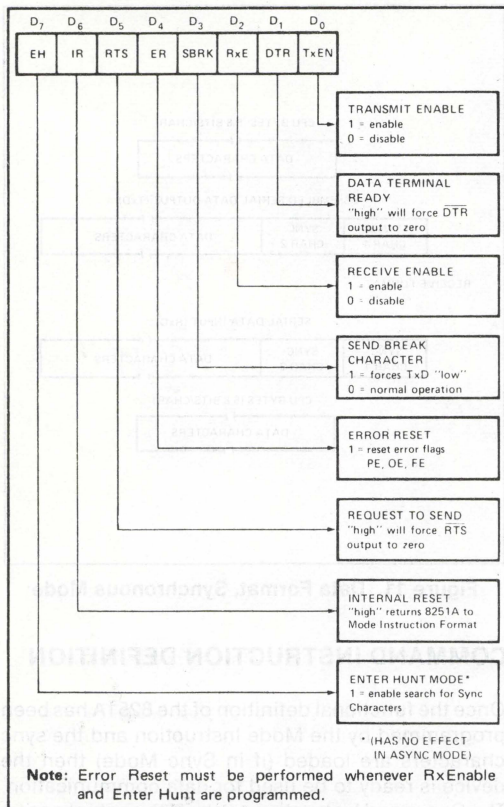 D7 D6 D5 D4 D3 D2 D1 D0
EH IR RTS ER SBRK RxE DTR TxEN
TRANSMIT ENABLE
1 = enable
0 = disable
DATA TERMINAL
READY
"high" will force DTR
output to zero
RECEIVE ENABLE
1 = enable
0 = disable
SEND BREAK
CHARACTER
1 = forces TxD "low"
0 = normal operation
ERROR RESET
1 = reset error flags
PE, OE, FE
REQUEST TO SEND
"high" will force RTS
output to zero
INTERNAL RESET
"high" returns 8251A to
Mode Instruction Format
ENTER HUNT MODE*
1 = enable search for Sync
Characters
* (HAS NO EFFECT
IN ASYNC MODE)
Note: Error Reset must be performed whenever RxEnable
and Enter Hunt are programmed.